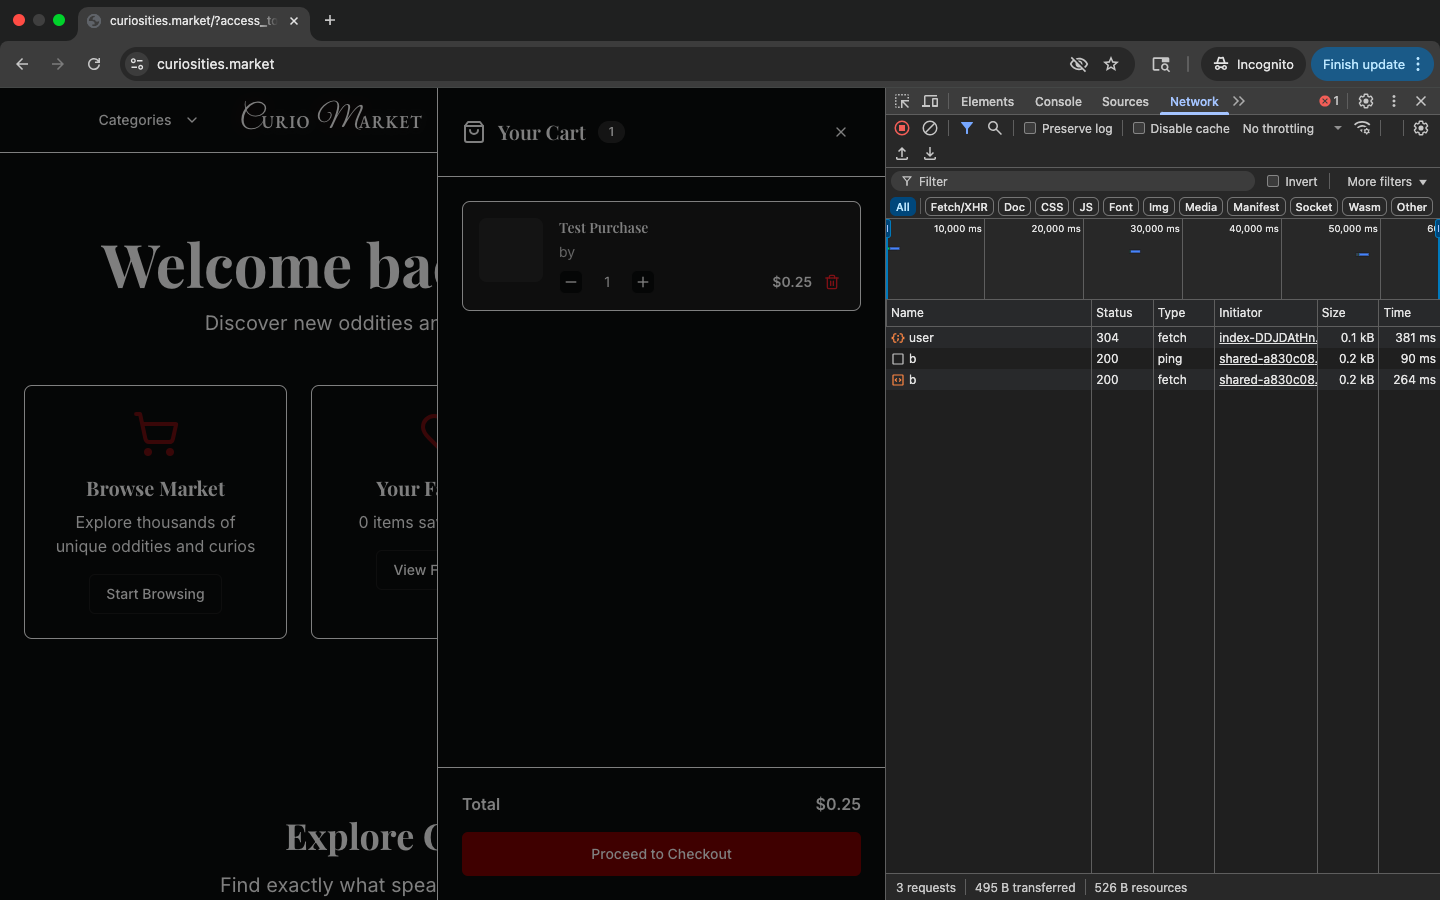 curiosities.market/?access_to
curiosities.market
Incognito
Finish update
Categories
Curio Market
Welcome bac
Discover new oddities an
Browse Market
Explore thousands of
unique oddities and curios
Start Browsing
Your Fa
0 items sav
View F
Explore C
Find exactly what spea
Your Cart
1
Test Purchase
by
1
$0.25
Total
$0.25
Proceed to Checkout
Elements
Console
Sources
Network
1
Preserve log
Disable cache
No throttling
Filter
Invert
More filters
All
Fetch/XHR
Doc
CSS
JS
Font
Img
Media
Manifest
Socket
Wasm
Other
10,000 ms
20,000 ms
30,000 ms
40,000 ms
50,000 ms
6
Name Status Type Initiator Size Time
user 304 fetch index-DDJDAtHn. 0.1 kB 381 ms
b 200 ping shared-a830c08. 0.2 kB 90 ms
b 200 fetch shared-a830c08. 0.2 kB 264 ms
3 requests
495 B transferred
526 B resources